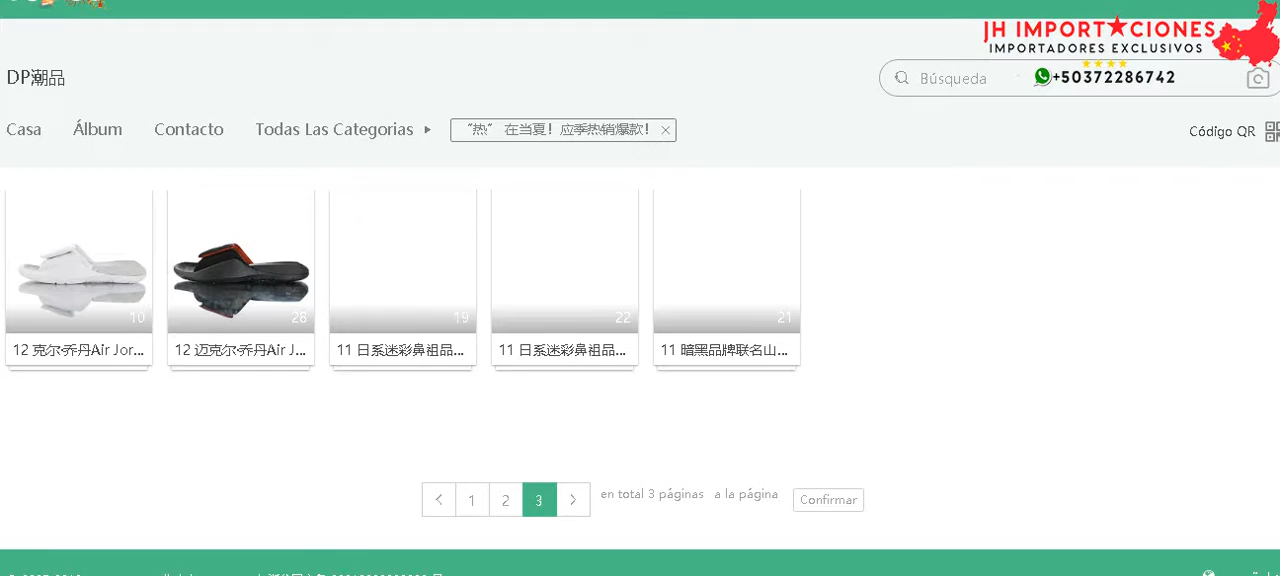 JH IMPORT★CIONES
IMPORTADORES EXCLUSIVOS
DP潮品
Búsqueda
+50372286742
Casa
Álbum
Contacto
Todas Las Categorias
“热” 在当夏！应季热销爆款！
Código QR
10
28
19
22
21
12 克尔·乔丹Air Jor...
12 迈克尔·乔丹Air J...
11 日系迷彩鼻祖品...
11 日系迷彩鼻祖品...
11 暗黑品牌联名山...
1
2
3
en total 3 páginas
a la página
Confirmar